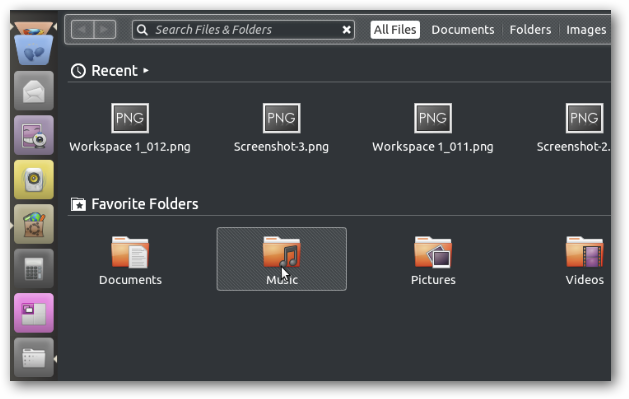 Search Files & Folders All Files Documents Folders Images
Recent
PNG PNG PNG PNG
Workspace 1_012.png Screenshot-3.png Workspace 1_011.png Screenshot-2.
Favorite Folders
Documents Music Pictures Videos